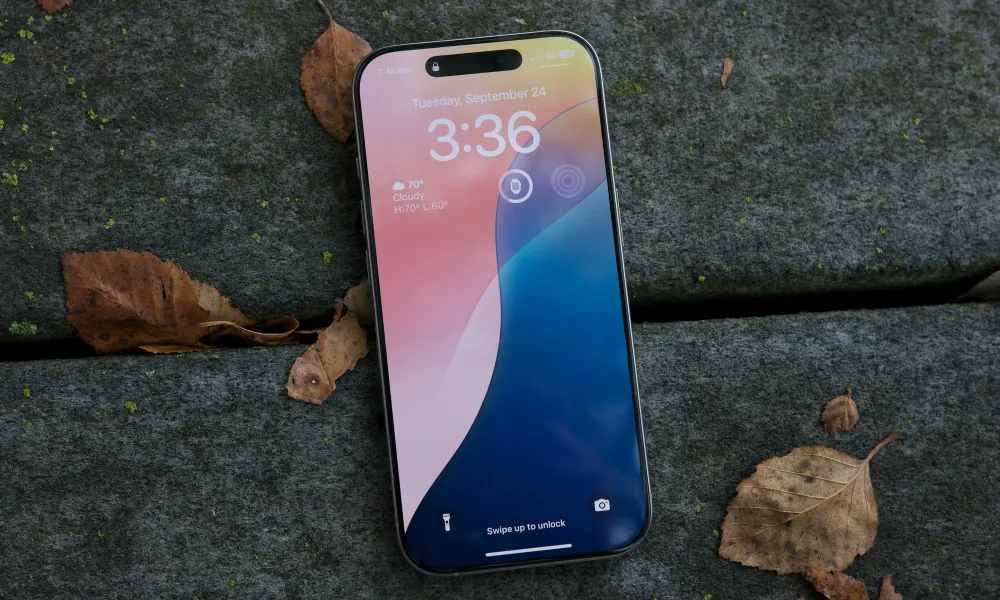 T-Mobile
5G
Tuesday, September 24
3:36
70°
Cloudy
H:70° L:60°
Swipe up to unlock